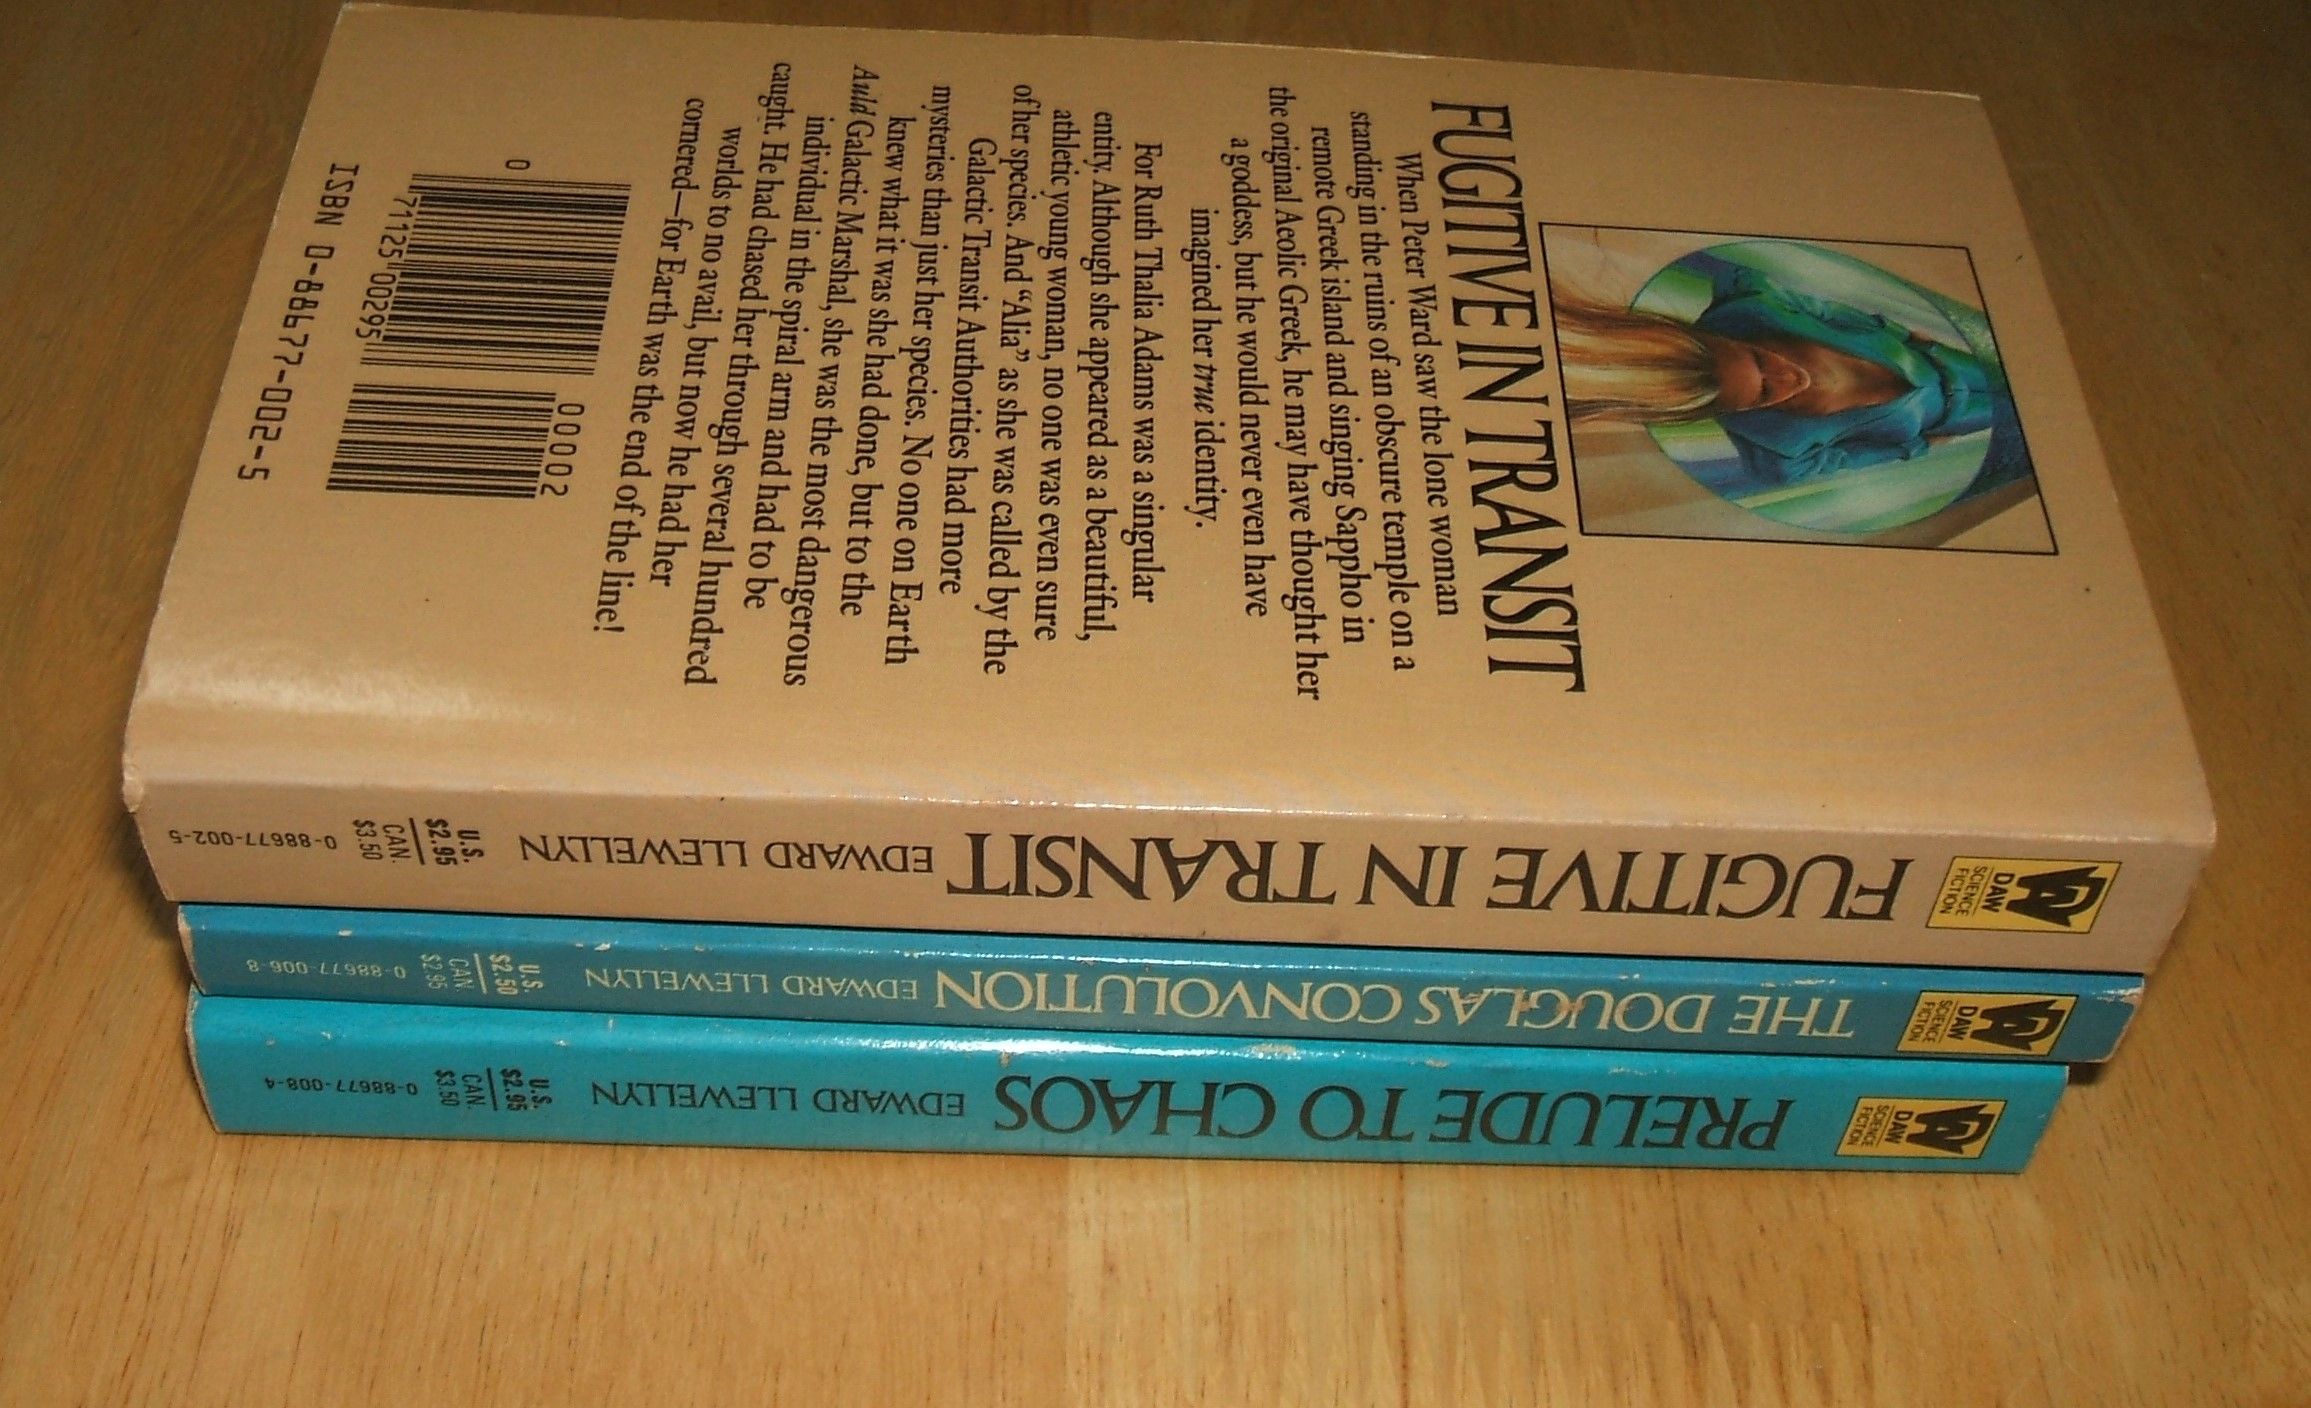 FUGITIVE IN TRANSIT
When Peter Ward saw the lone woman
standing in the ruins of an obscure temple on a
remote Greek island and singing Sappho in
the original Aeolic Greek, he may have thought her
a goddess, but he would never even have
imagined her true identity.
For Ruth Thalia Adams was a singular
entity. Although she appeared as a beautiful,
athletic young woman, no one was even sure
of her species. And “Alia” as she was called by the
Galactic Transit Authorities had more
mysteries than just her species. No one on Earth
knew what it was she had done, but to the
Auld Galactic Marshal, she was the most dangerous
individual in the spiral arm and had to be
caught. He had chased her through several hundred
worlds to no avail, but now he had her
cornered—for Earth was the end of the line!
0
71125 00295
00002
ISBN 0-88677-002-5
DAW
SCIENCE
FICTION
FUGITIVE IN TRANSIT
EDWARD LLEWELLYN
U.S.
$2.95
CAN.
$3.50
0-88677-002-5
DAW
SCIENCE
FICTION
THE DOUGLAS CONVOLUTION
EDWARD LLEWELLYN
U.S.
$2.50
CAN.
$2.95
0-88677-006-8
DAW
SCIENCE
FICTION
PRELUDE TO CHAOS
EDWARD LLEWELLYN
U.S.
$2.95
CAN.
$3.50
0-88677-008-4